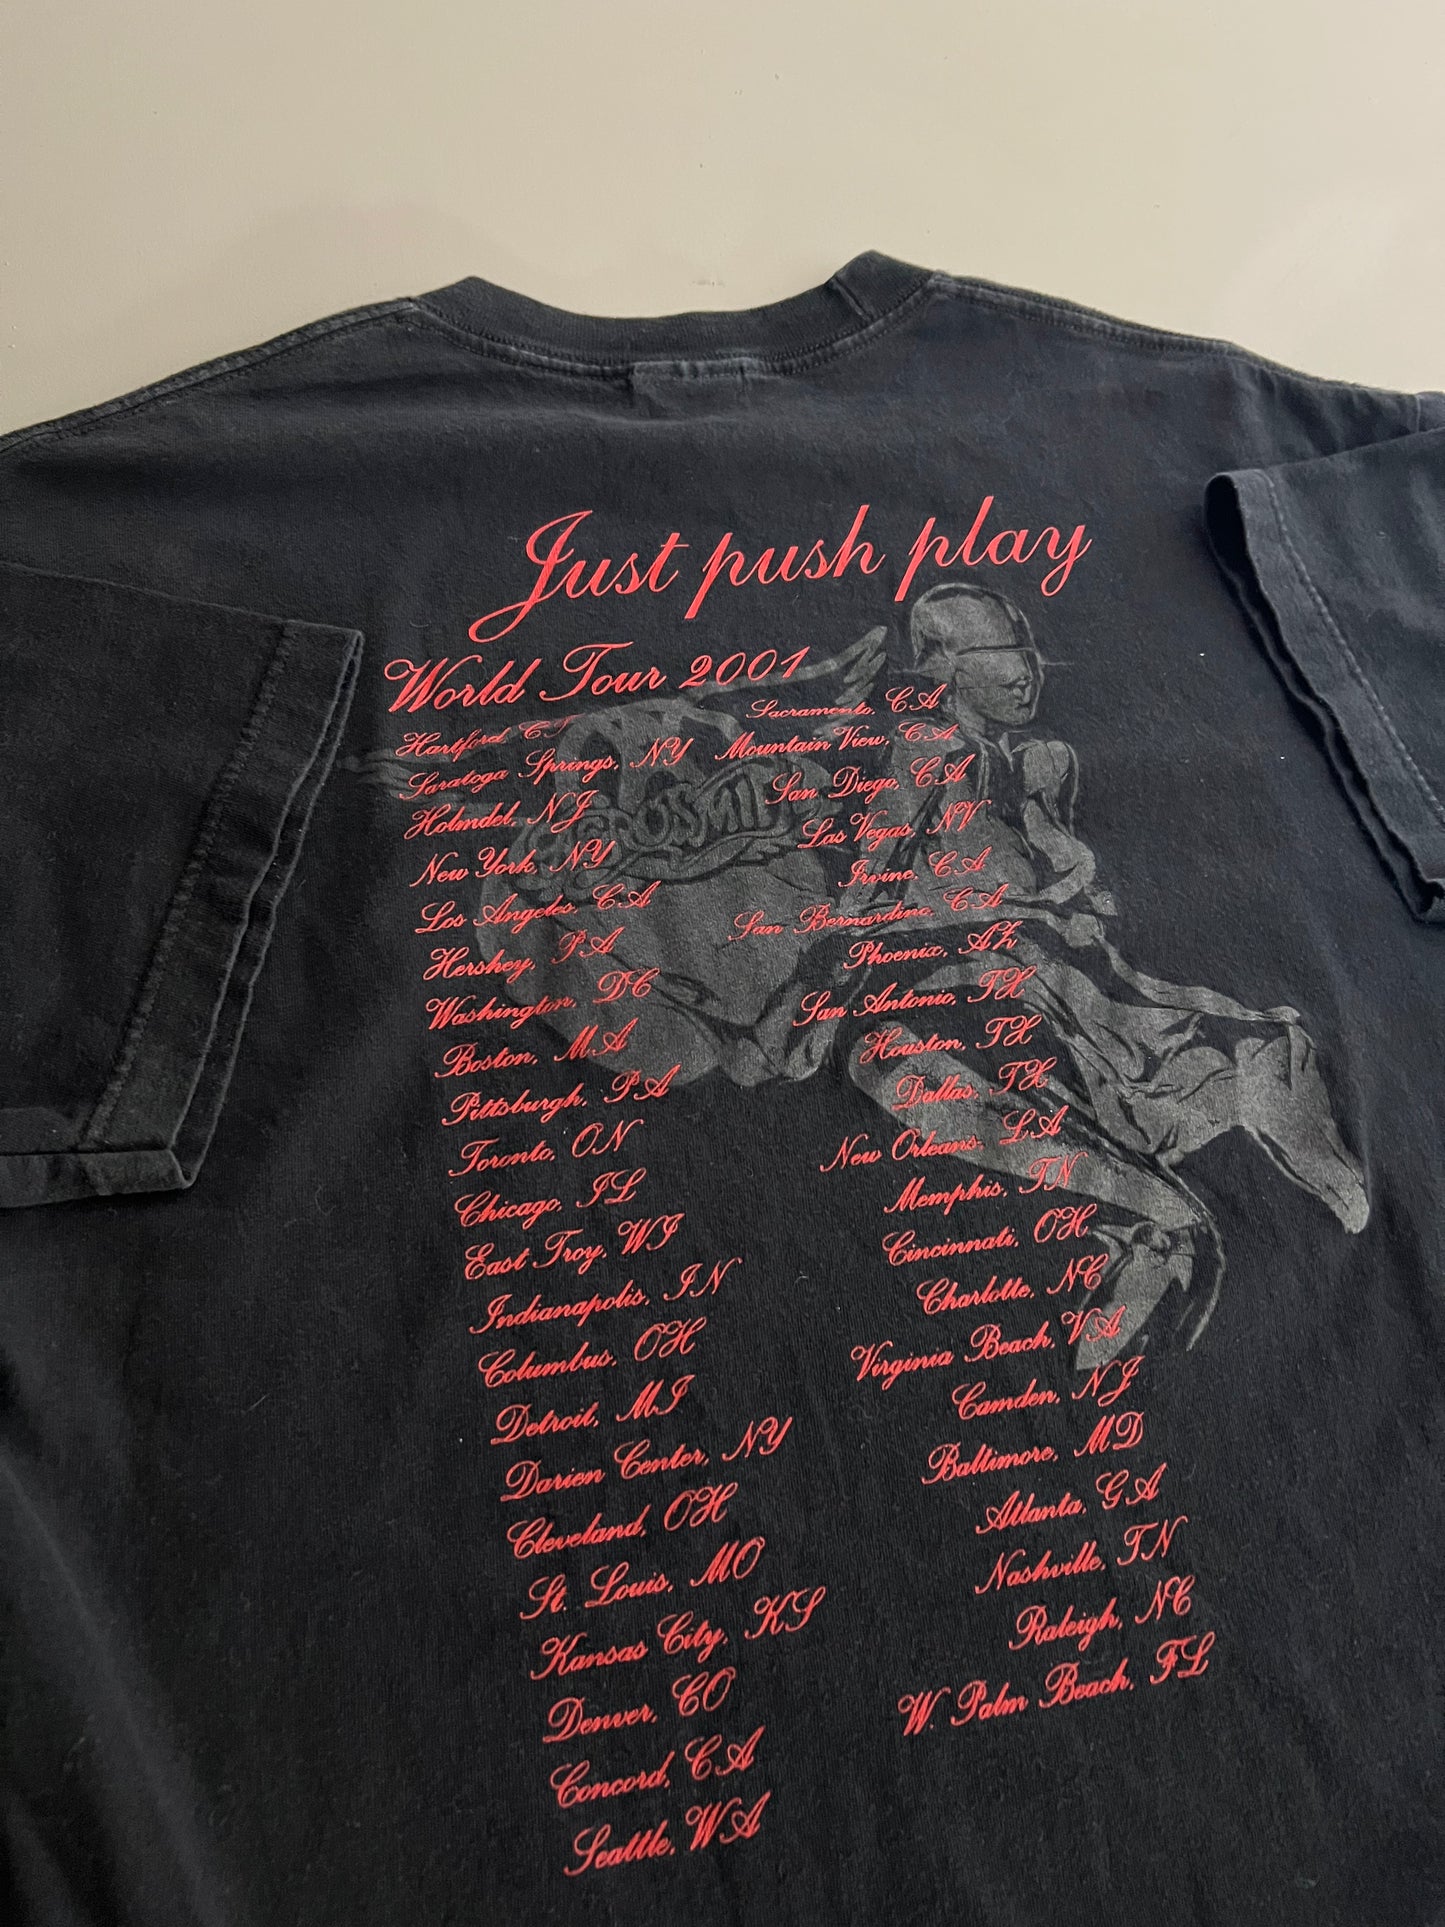 Just push play
World Tour 2001
Hartford CT
Saratoga Springs, NY
Holmdel, NJ
New York, NY
Los Angeles, CA
Hershey, PA
Washington, DC
Boston, MA
Pittsburgh, PA
Toronto, ON
Chicago, IL
East Troy, WI
Indianapolis, IN
Columbus, OH
Detroit, MI
Darien Center, NY
Cleveland, OH
St. Louis, MO
Kansas City, KS
Denver, CO
Concord, CA
Seattle, WA
Sacramento, CA
Mountain View, CA
San Diego, CA
Las Vegas, NV
Irvine, CA
San Bernardino, CA
Phoenix, AZ
San Antonio, TX
Houston, TX
Dallas, TX
New Orleans, LA
Memphis, TN
Cincinnati, OH
Charlotte, NC
Virginia Beach, VA
Camden, NJ
Baltimore, MD
Atlanta, GA
Nashville, TN
Raleigh, NC
W. Palm Beach, FL
AEROSMITH